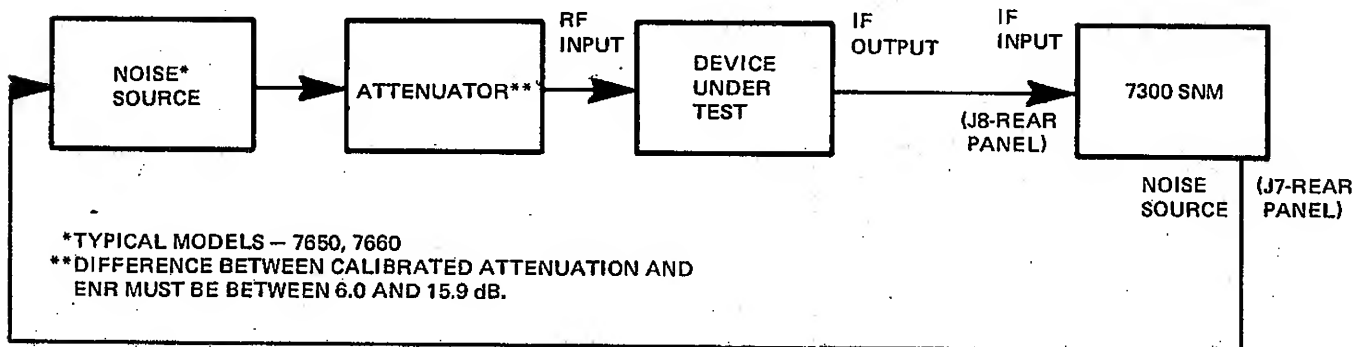 NOISE*
SOURCE
ATTENUATOR**
RF
INPUT
DEVICE
UNDER
TEST
IF
OUTPUT
IF
INPUT
(J8-REAR
PANEL)
7300 SNM
NOISE
SOURCE
(J7-REAR
PANEL)
*TYPICAL MODELS – 7650, 7660
**DIFFERENCE BETWEEN CALIBRATED ATTENUATION AND
ENR MUST BE BETWEEN 6.0 AND 15.9 dB.